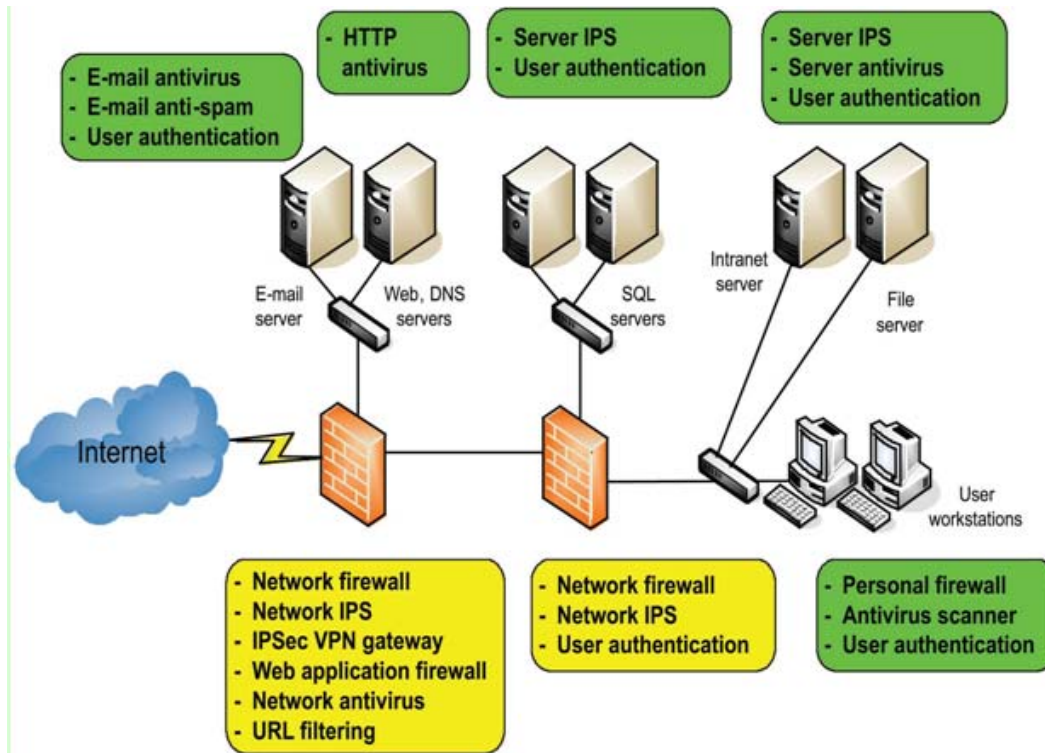 - HTTP
antivirus
- Server IPS
- User authentication
- Server IPS
- Server antivirus
- User authentication
- E-mail antivirus
- E-mail anti-spam
- User authentication
E-mail
server
Web, DNS
servers
SQL
servers
Intranet
server
File
server
Internet
User
workstations
- Network firewall
- Network IPS
- IPSec VPN gateway
- Web application firewall
- Network antivirus
- URL filtering
- Network firewall
- Network IPS
- User authentication
- Personal firewall
- Antivirus scanner
- User authentication